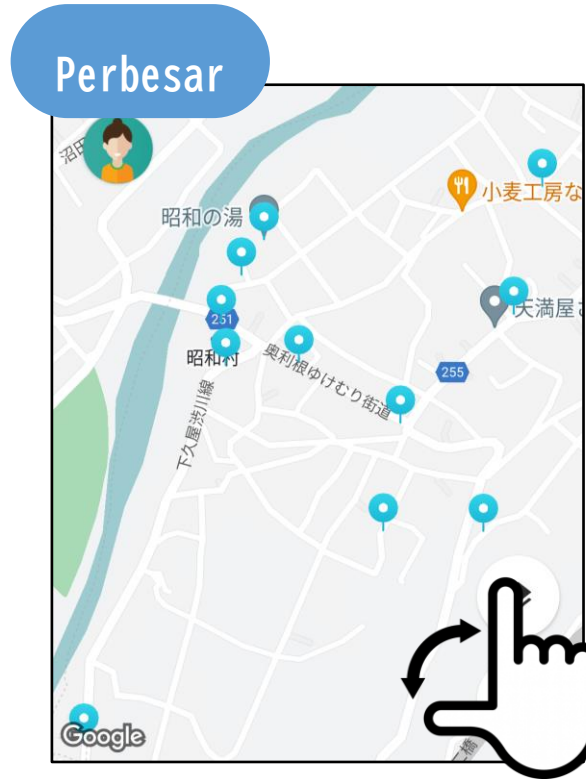 Perbesar
沼田
小麦工房な
昭和の湯
天満屋さ
251
昭和村
奥利根ゆけむり街道
255
下久屋渋川線
Google